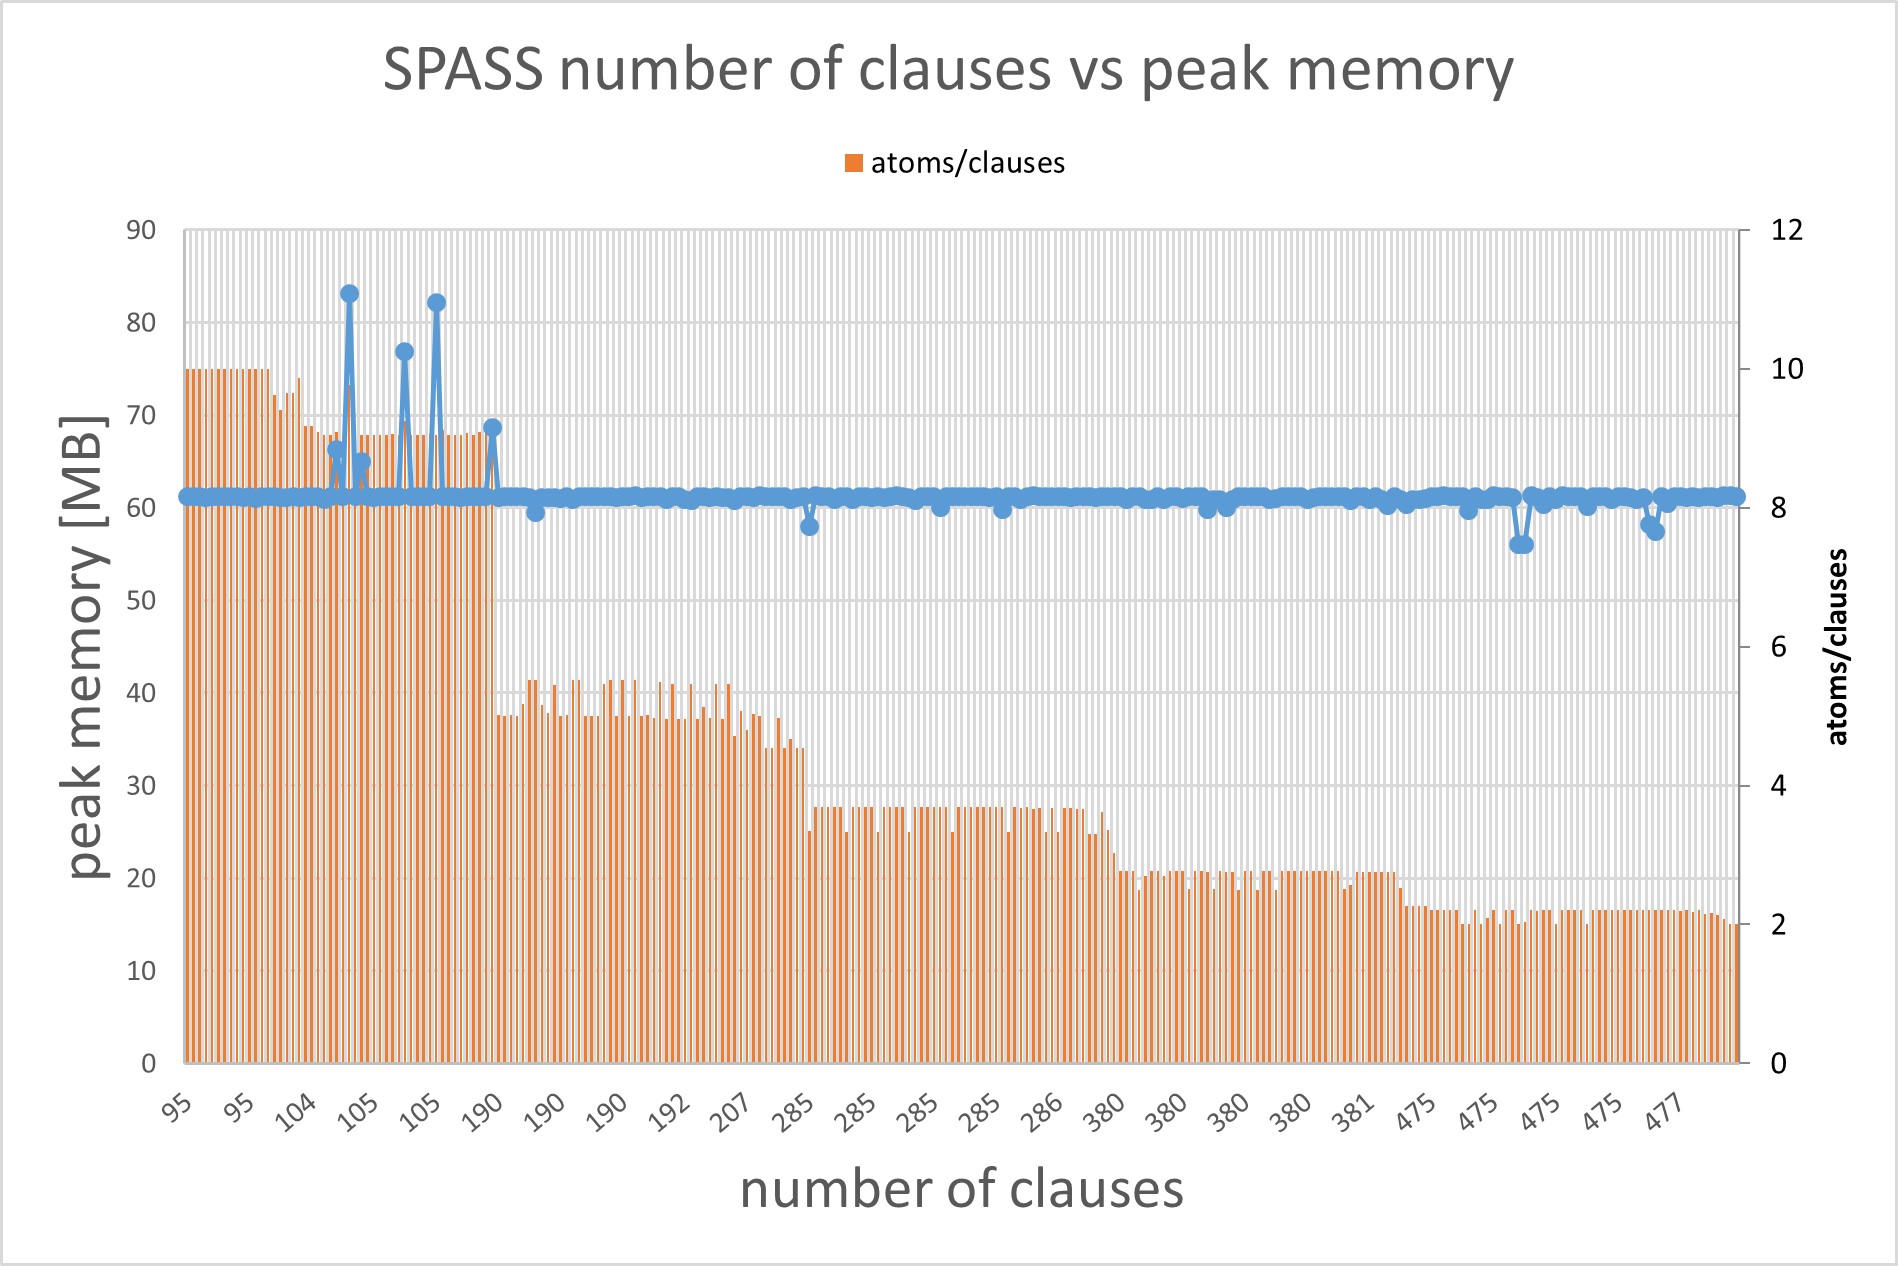 SPASS number of clauses vs peak memory
atoms/clauses
90
80
70
60
50
40
30
20
10
0
peak memory [MB]
12
10
8
6
4
2
0
atoms/clauses
95 95 104 105 105 190 190 190 192 207 285 285 285 285 286 380 380 380 380 381 475 475 475 475 477
number of clauses